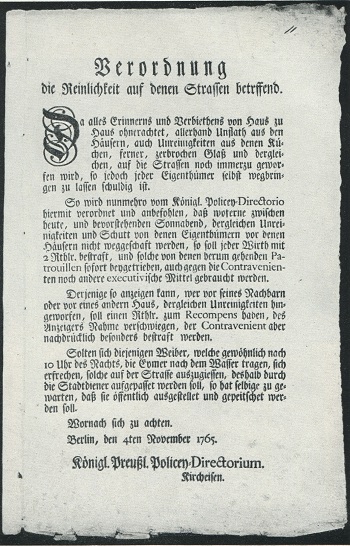 11
Verordnung
die Reinlichkeit auf denen Strassen betrffend.
Da alles Erinnerns und Verbiethens von Haus zu
Haus ohnerachtet, allerhand Unflath aus den
Häusern, auch Unreinigkeiten aus denen Kü-
chen, ferner, zerbrochen Glaß und derglei-
chen, auf die Strassen noch immerzu gewor-
fen wird, so jedoch jeder Eigenthümer selbst wegbrin-
gen zu lassen schuldig ist.
So wird nunmehro vom Königl. Policey-Directorio
hiermit verordnet und anbefohlen, daß woferne zwischen
heute, und bevorstehenden Sonnabend, dergleichen Unrei-
nigkeiten und Schutt von denen Eigenthümern vor denen
Häusern nicht weggeschaft werden, so soll jeder Wirth mit
2 Rthlr. bestraft, und solche von denen herum gehenden Pa-
trouillen sofort beygetrieben, auch gegen die Contravenien-
ten noch andere executivische Mittel gebraucht werden.
Derjenige so anzeigen kann, wer vor seines Nachbarn
oder vor eines andern Haus, dergleichen Unreinigkeiten hin-
geworfen, soll einen Rthlr. zum Recompens haben, des
Anzeigers Nahme verschwiegen, der Contravenient aber
nachdrücklich besonders bestraft werden.
Solten sich diejenigen Weiber, welche gewöhnlich nach
10 Uhr des Nachts, die Eymer nach dem Wasser tragen, sich
erfrechen, solche auf der Strasse auszugiessen, deshalb durch
die Stadtdiener aufgepasser werden soll, so hat selbige zu ge-
warten, daß sie öffentlich ausgestellet und gepeitschet wer-
den soll.
Wornach sich zu achten.
Berlin, den 4ten November 1765.
Königl. Preußl. Policey-Directorium.
Kircheisen.